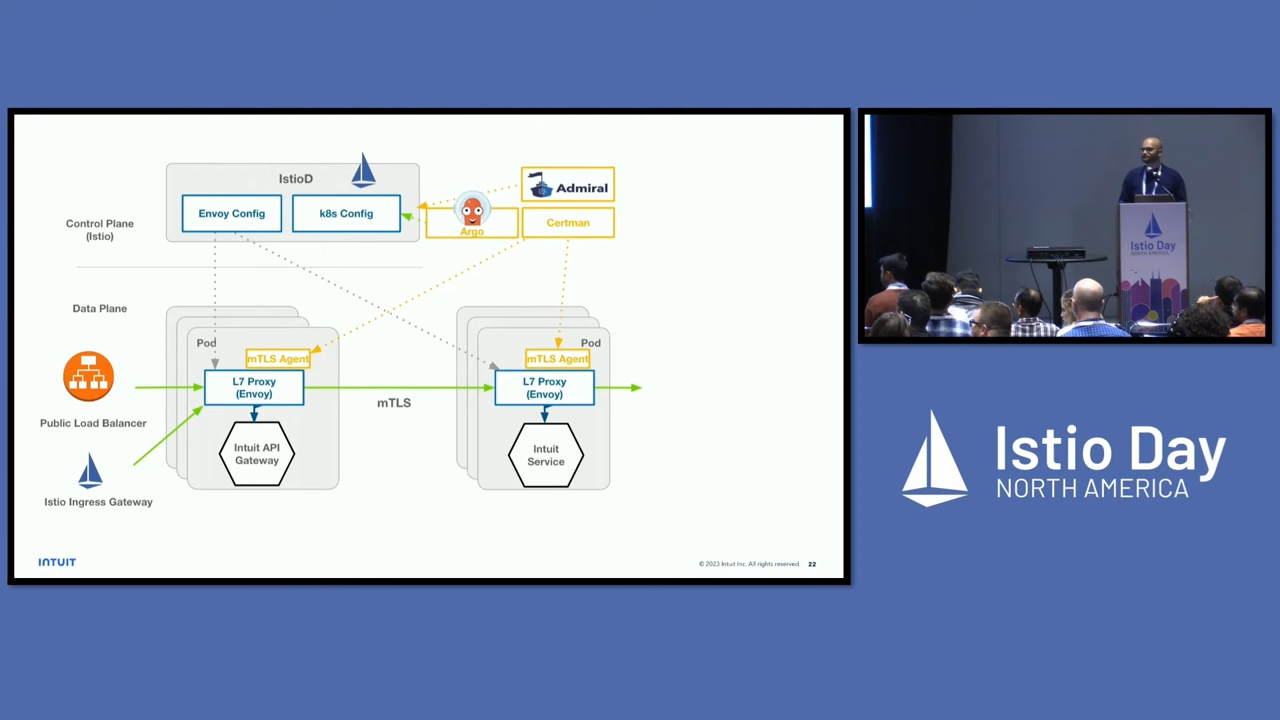 IstioD
Envoy Config
k8s Config
Admiral
Argo
Certman
Control Plane
(Istio)
Data Plane
Pod
mTLS Agent
L7 Proxy
(Envoy)
Intuit API
Gateway
mTLS
Pod
mTLS Agent
L7 Proxy
(Envoy)
Intuit
Service
Public Load Balancer
Istio Ingress Gateway
INTUIT
© 2023 Intuit Inc. All rights reserved. 22
Istio Day
NORTH AMERICA
Istio Day
NORTH AMERICA